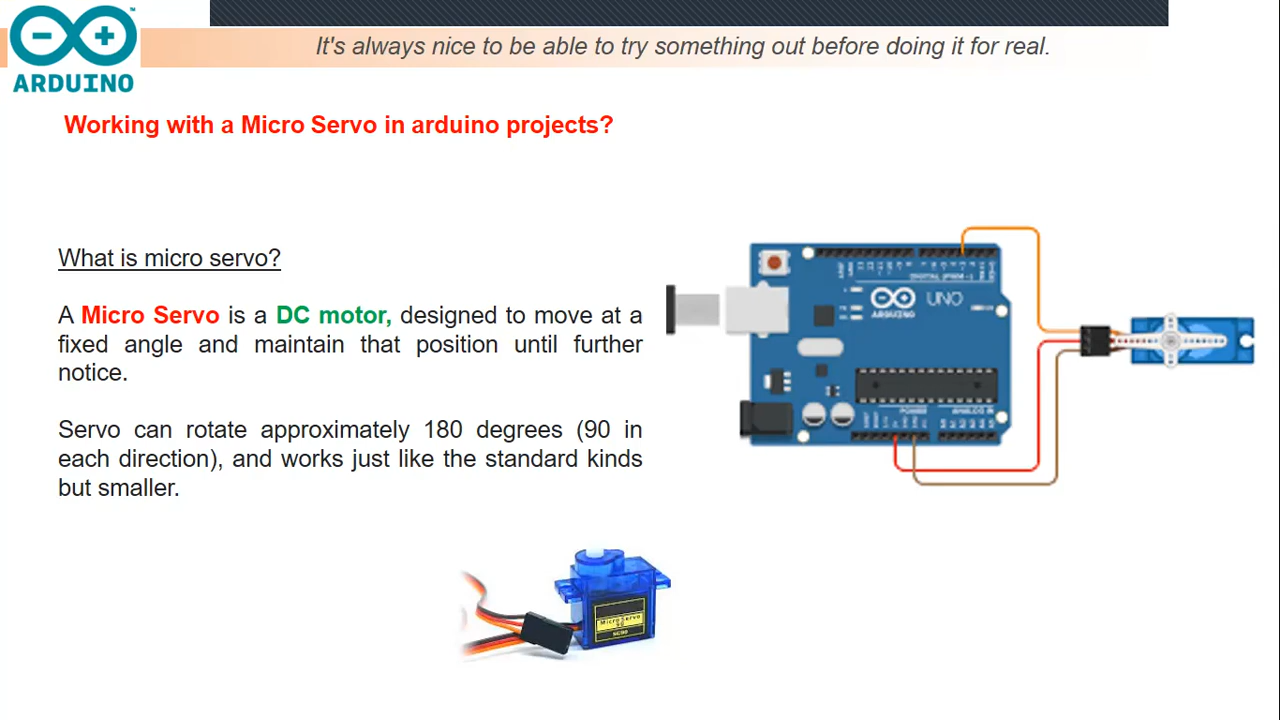 ARDUINO
It's always nice to be able to try something out before doing it for real.
Working with a Micro Servo in arduino projects?
What is micro servo?
A Micro Servo is a DC motor, designed to move at a
fixed angle and maintain that position until further
notice.
Servo can rotate approximately 180 degrees (90 in
each direction), and works just like the standard kinds
but smaller.
UNO
ARDUINO
POWER
ANALOG IN
Micro Servo